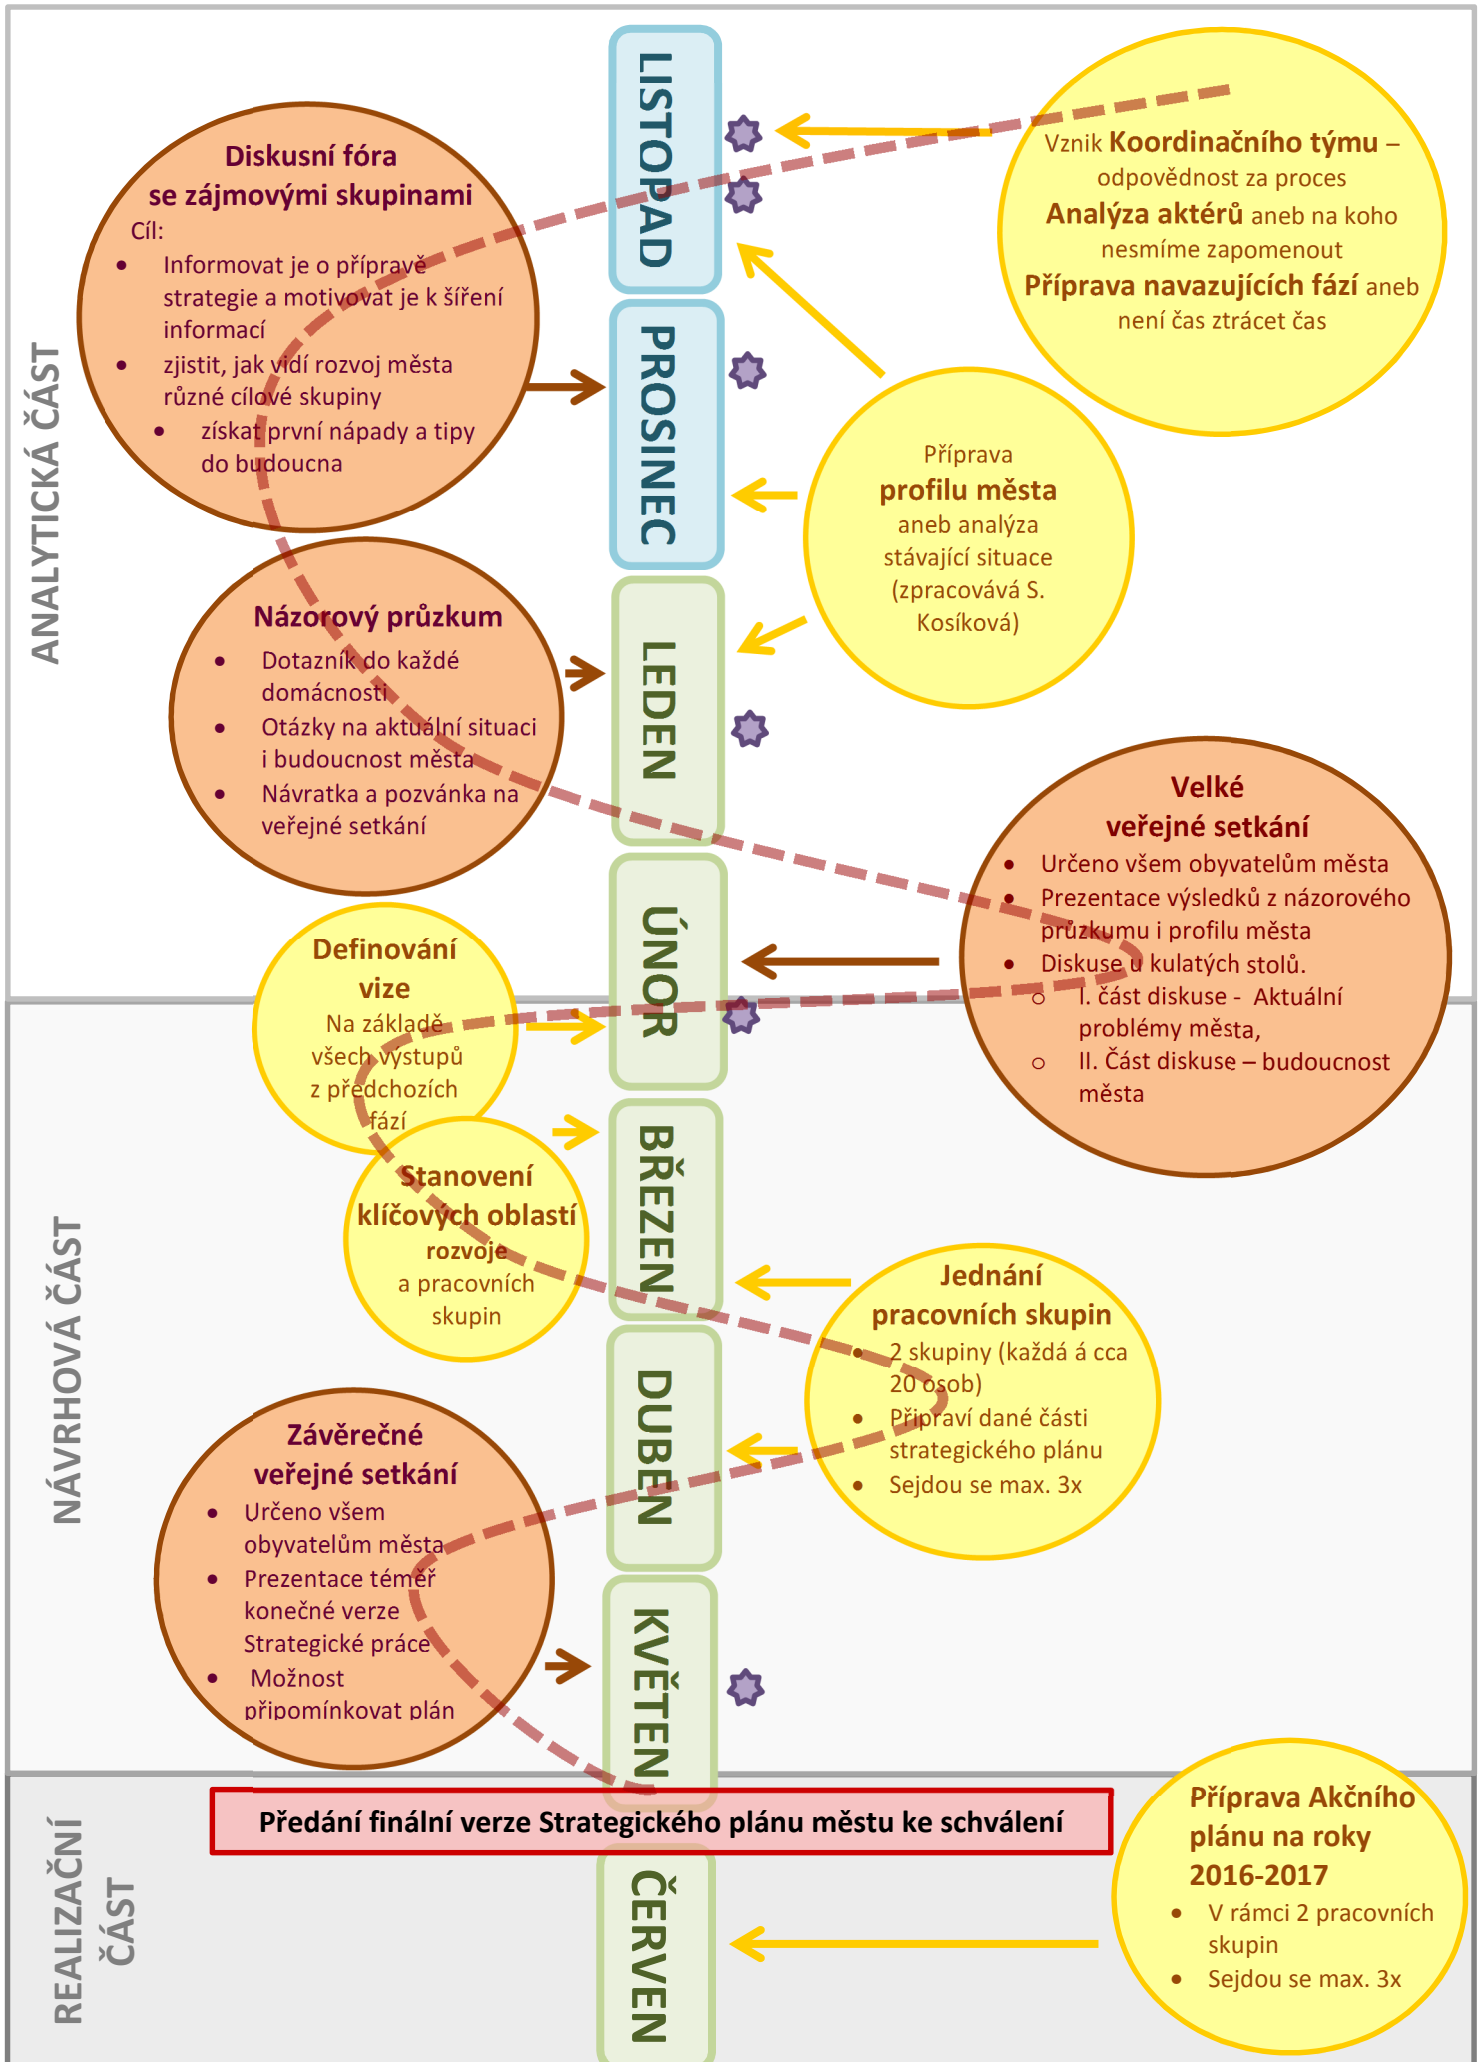 ANALYTICKÁ ČÁST
LISTOPAD
Vznik Koordinačního týmu –
odpovědnost za proces
Analýza aktérů aneb na koho
nesmíme zapomenout
Příprava navazujících fází aneb
není čas ztrácet čas
Diskusní fóra
se zájmovými skupinami
Cíl:
• Informovat je o přípravě
strategie a motivovat je k šíření
informací
• zjistit, jak vidí rozvoj města
různé cílové skupiny
• získat první nápady a tipy
do budoucna
PROSINEC
Příprava
profilu města
aneb analýza
stávající situace
(zpracovává S.
Kosíková)
Názorový průzkum
• Dotazník do každé
domácnosti
• Otázky na aktuální situaci
i budoucnost města
• Návratka a pozvánka na
veřejné setkání
LEDEN
Velké
veřejné setkání
• Určeno všem obyvatelům města
• Prezentace výsledků z názorového
průzkumu i profilu města
• Diskuse u kulatých stolů.
o I. část diskuse - Aktuální
problémy města,
o II. Část diskuse – budoucnost
města
ÚNOR
Definování
vize
Na základě
všech výstupů
z předchozích
fází
NÁVRHOVÁ ČÁST
BŘEZEN
Stanovení
klíčových oblastí
rozvoje
a pracovních
skupin
Jednání
pracovních skupin
• 2 skupiny (každá á cca
20 osob)
• Připraví dané části
strategického plánu
• Sejdou se max. 3x
DUBEN
Závěrečné
veřejné setkání
• Určeno všem
obyvatelům města
• Prezentace téměř
konečné verze
Strategické práce
• Možnost
připomínkovat plán
KVĚTEN
REALIZAČNÍ
ČÁST
Předání finální verze Strategického plánu městu ke schválení
Příprava Akčního
plánu na roky
2016-2017
• V rámci 2 pracovních
skupin
• Sejdou se max. 3x
ČERVEN